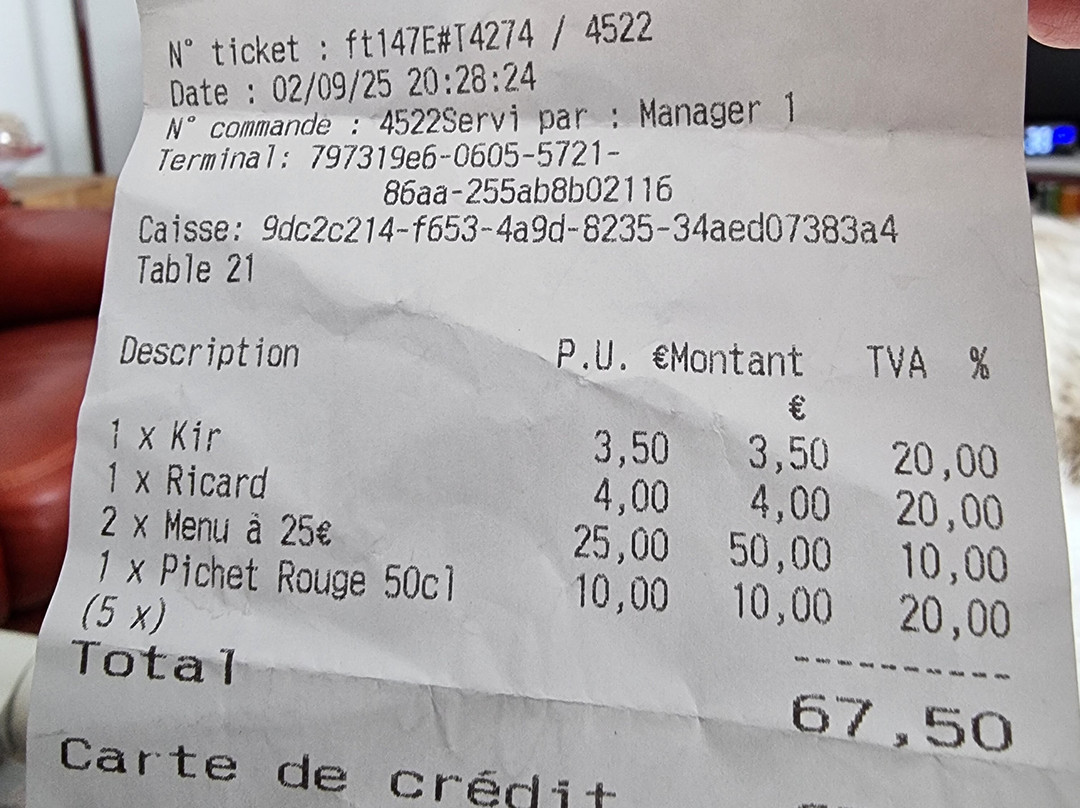 N° ticket : ft147E#T4274 / 4522
Date : 02/09/25 20:28:24
N° commande : 4522Servi par : Manager 1
Terminal: 797319e6-0605-5721-
86aa-255ab8b02116
Caisse: 9dc2c214-f653-4a9d-8235-34aed07383a4
Table 21
Description P.U. €Montant TVA %
€
1 x Kir 3,50 3,50 20,00
1 x Ricard 4,00 4,00 20,00
2 x Menu à 25€ 25,00 50,00 10,00
1 x Pichet Rouge 50cl 10,00 10,00 20,00
(5 x)
----------
Total 67,50
Carte de crédit